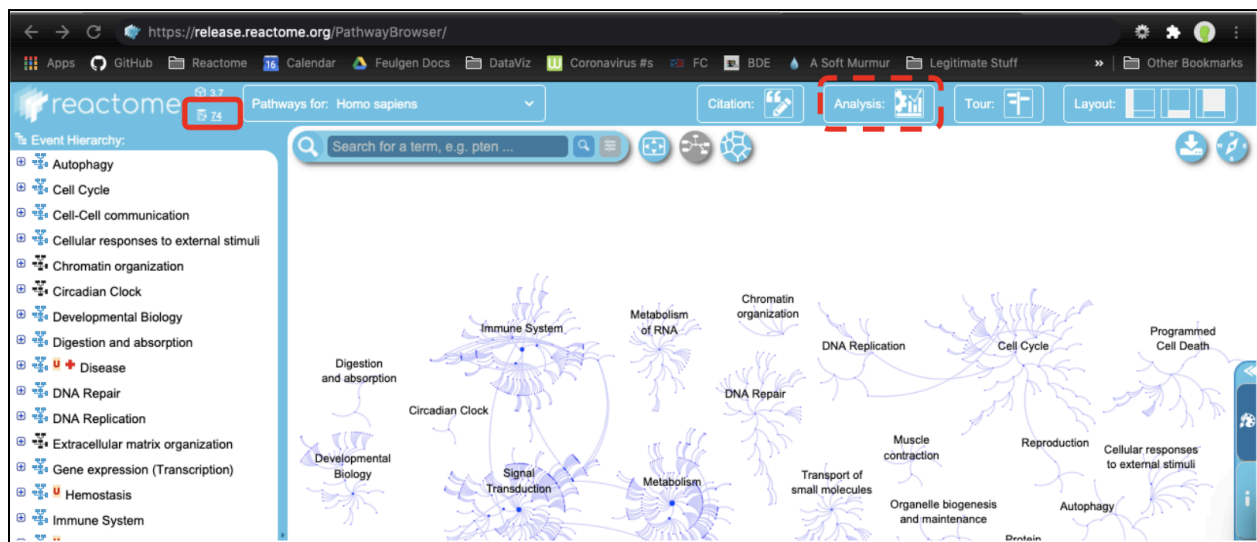 https://release.reactome.org/PathwayBrowser/
Apps GitHub Reactome 16 Calendar Feulgen Docs DataViz Coronavirus #s FC BDE A Soft Murmur Legitimate Stuff » Other Bookmarks
reactome 3.7 74 Pathways for: Homo sapiens Citation: Analysis: Tour: Layout:
Event Hierarchy:
Search for a term, e.g. pten ...
Autophagy
Cell Cycle
Cell-Cell communication
Cellular responses to external stimuli
Chromatin organization
Circadian Clock
Developmental Biology
Digestion and absorption
U Disease
DNA Repair
DNA Replication
Extracellular matrix organization
Gene expression (Transcription)
U Hemostasis
Immune System
Immune System
Metabolism
of RNA
Chromatin
organization
DNA Replication
Cell Cycle
Programmed
Cell Death
Digestion
and absorption
Circadian Clock
DNA Repair
Developmental
Biology
Signal
Transduction
Metabolism
Transport of
small molecules
Muscle
contraction
Reproduction
Cellular responses
to external stimuli
Organelle biogenesis
and maintenance
Autophagy
Protein